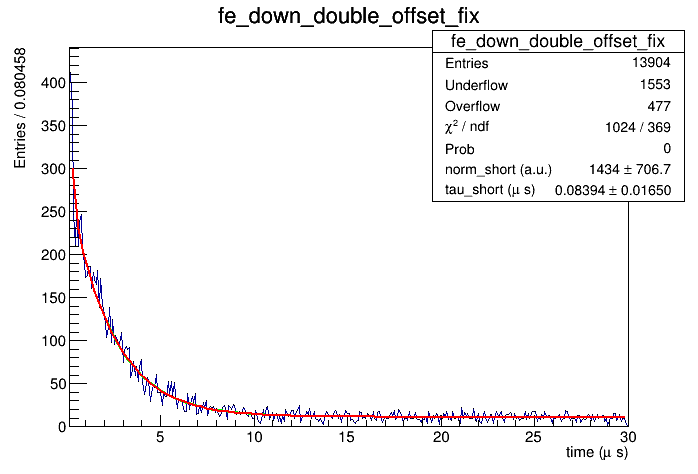 fe_down_double_offset_fix
fe_down_double_offset_fix
Entries 13904
Underflow 1553
Overflow 477
χ² / ndf 1024 / 369
Prob 0
norm_short (a.u.) 1434 ± 706.7
tau_short (μ s) 0.08394 ± 0.01650
Entries / 0.080458
400
350
300
250
200
150
100
50
0
5 10 15 20 25 30
time (μ s)